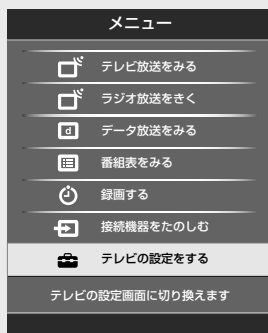 メニュー
テレビ放送をみる
ラジオ放送をきく
d データ放送をみる
番組表をみる
録画する
接続機器をたのしむ
テレビの設定をする
テレビの設定画面に切り換えます